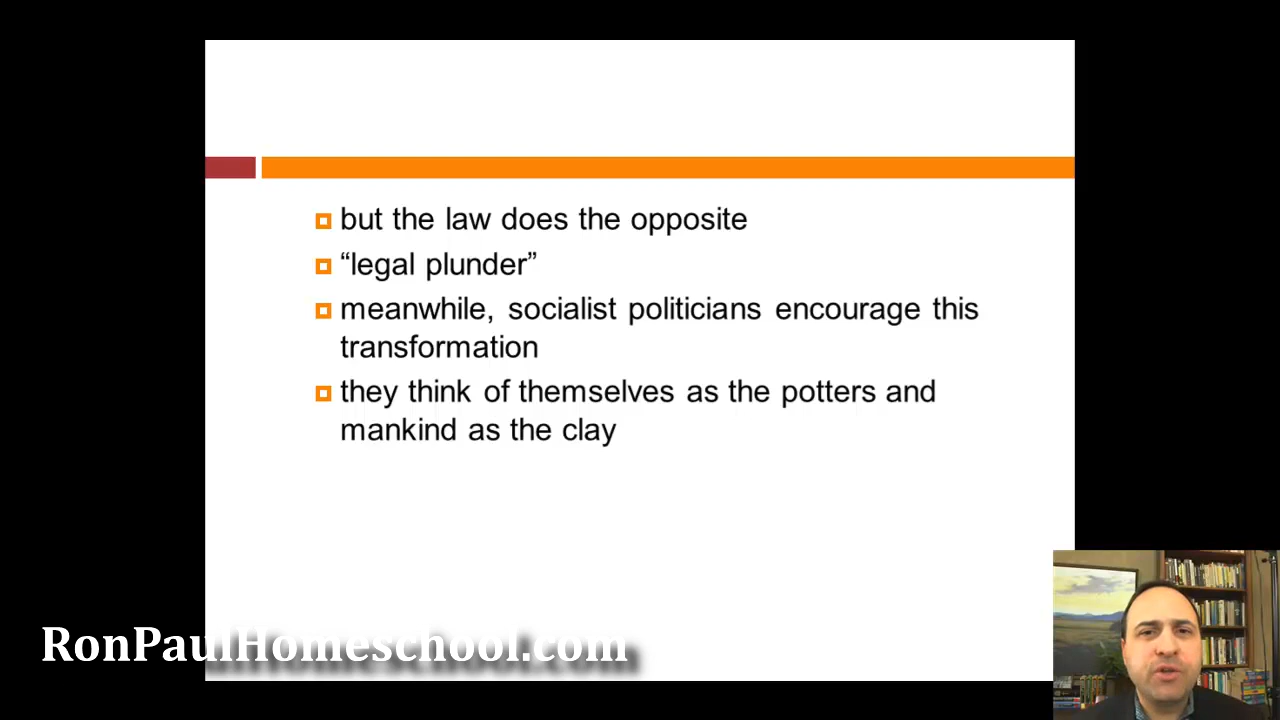 but the law does the opposite
“legal plunder”
meanwhile, socialist politicians encourage this
transformation
they think of themselves as the potters and
mankind as the clay
RonPaulHomeschool.com